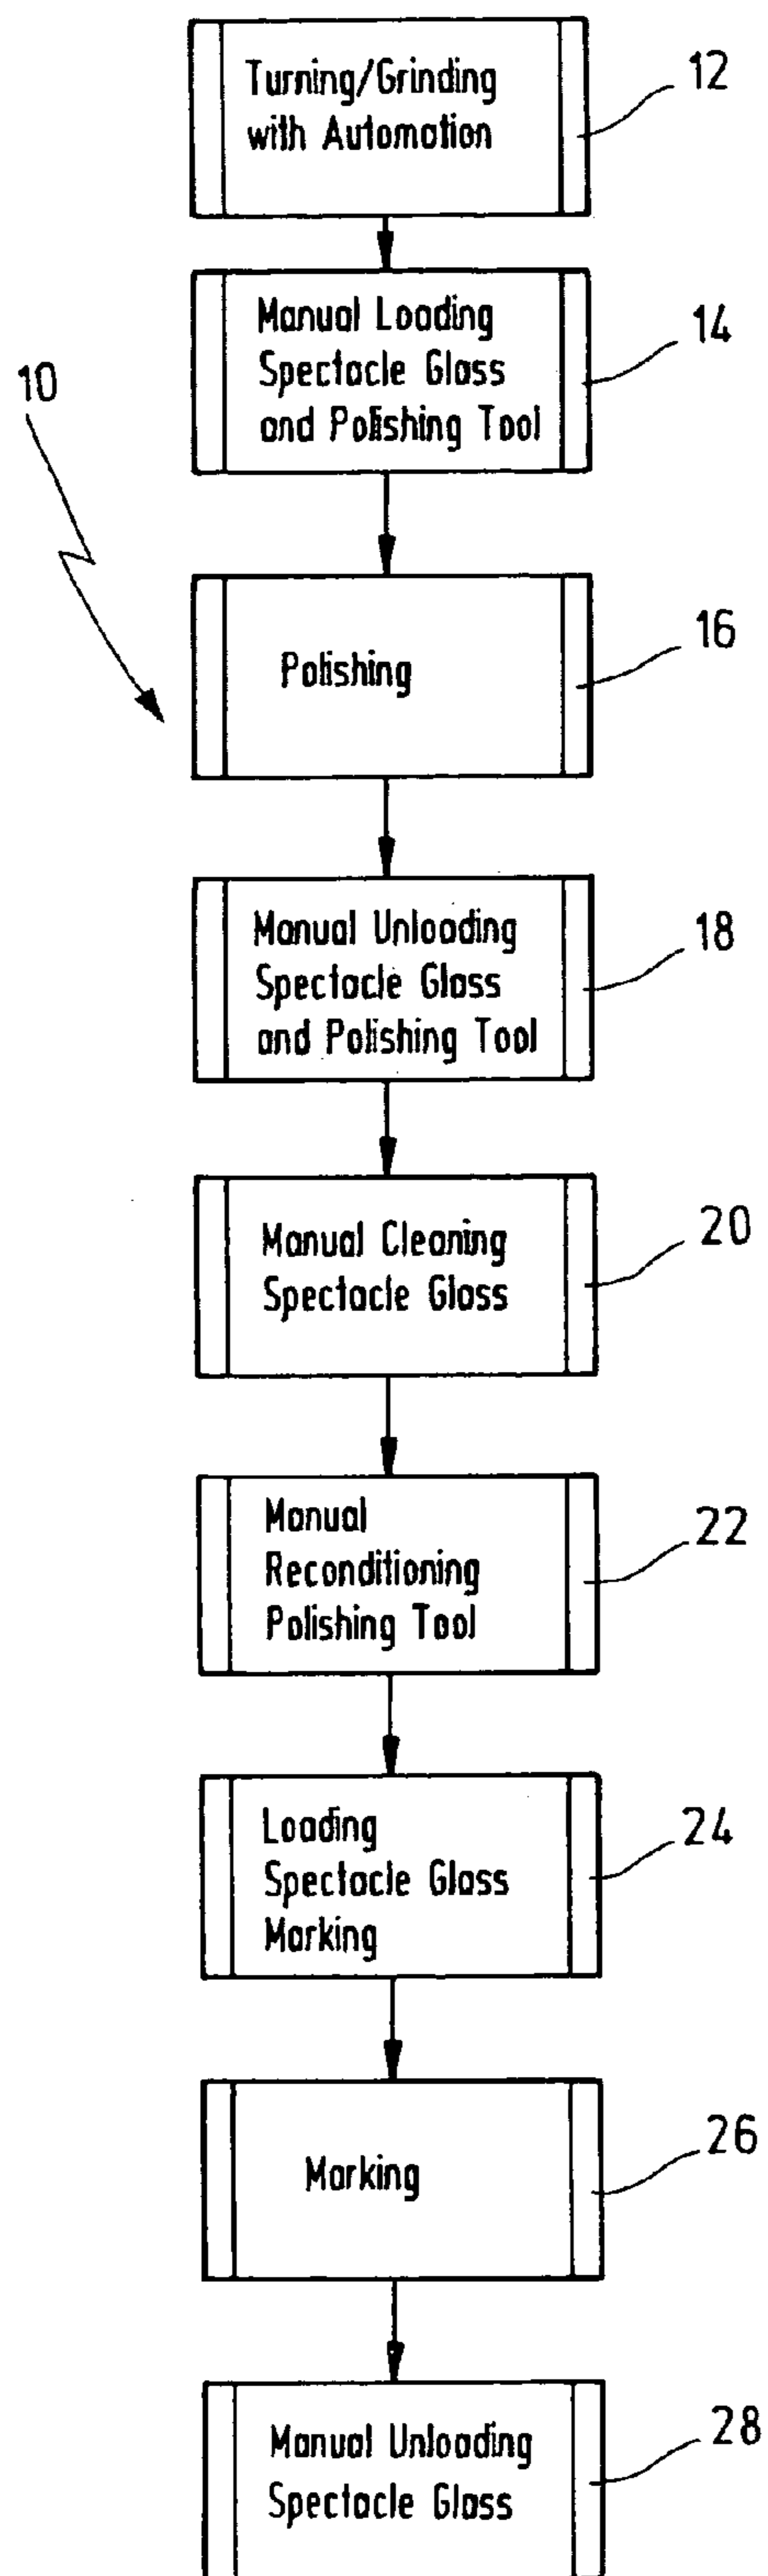 Turning/Grinding
with Automation
12
Manual Loading
Spectacle Glass
and Polishing Tool
14
10
Polishing
16
Manual Unloading
Spectacle Glass
and Polishing Tool
18
Manual Cleaning
Spectacle Glass
20
Manual
Reconditioning
Polishing Tool
22
Loading
Spectacle Glass
Marking
24
Marking
26
Manual Unloading
Spectacle Glass
28